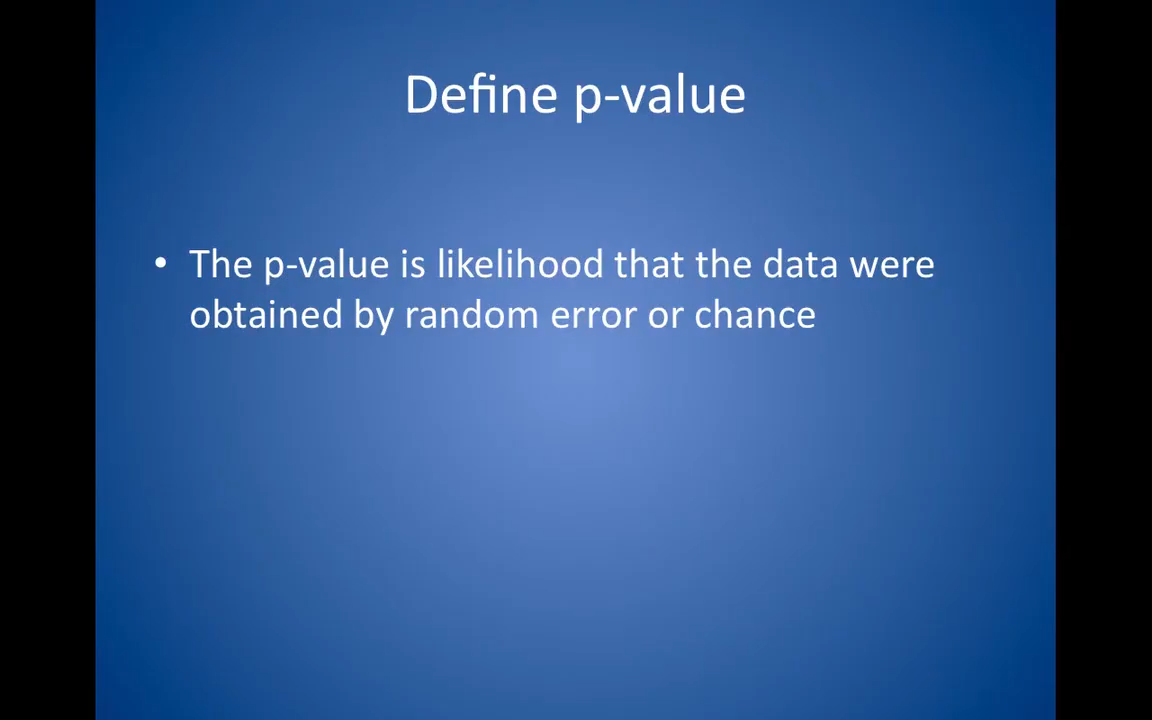 Define p-value
• The p-value is likelihood that the data were
obtained by random error or chance